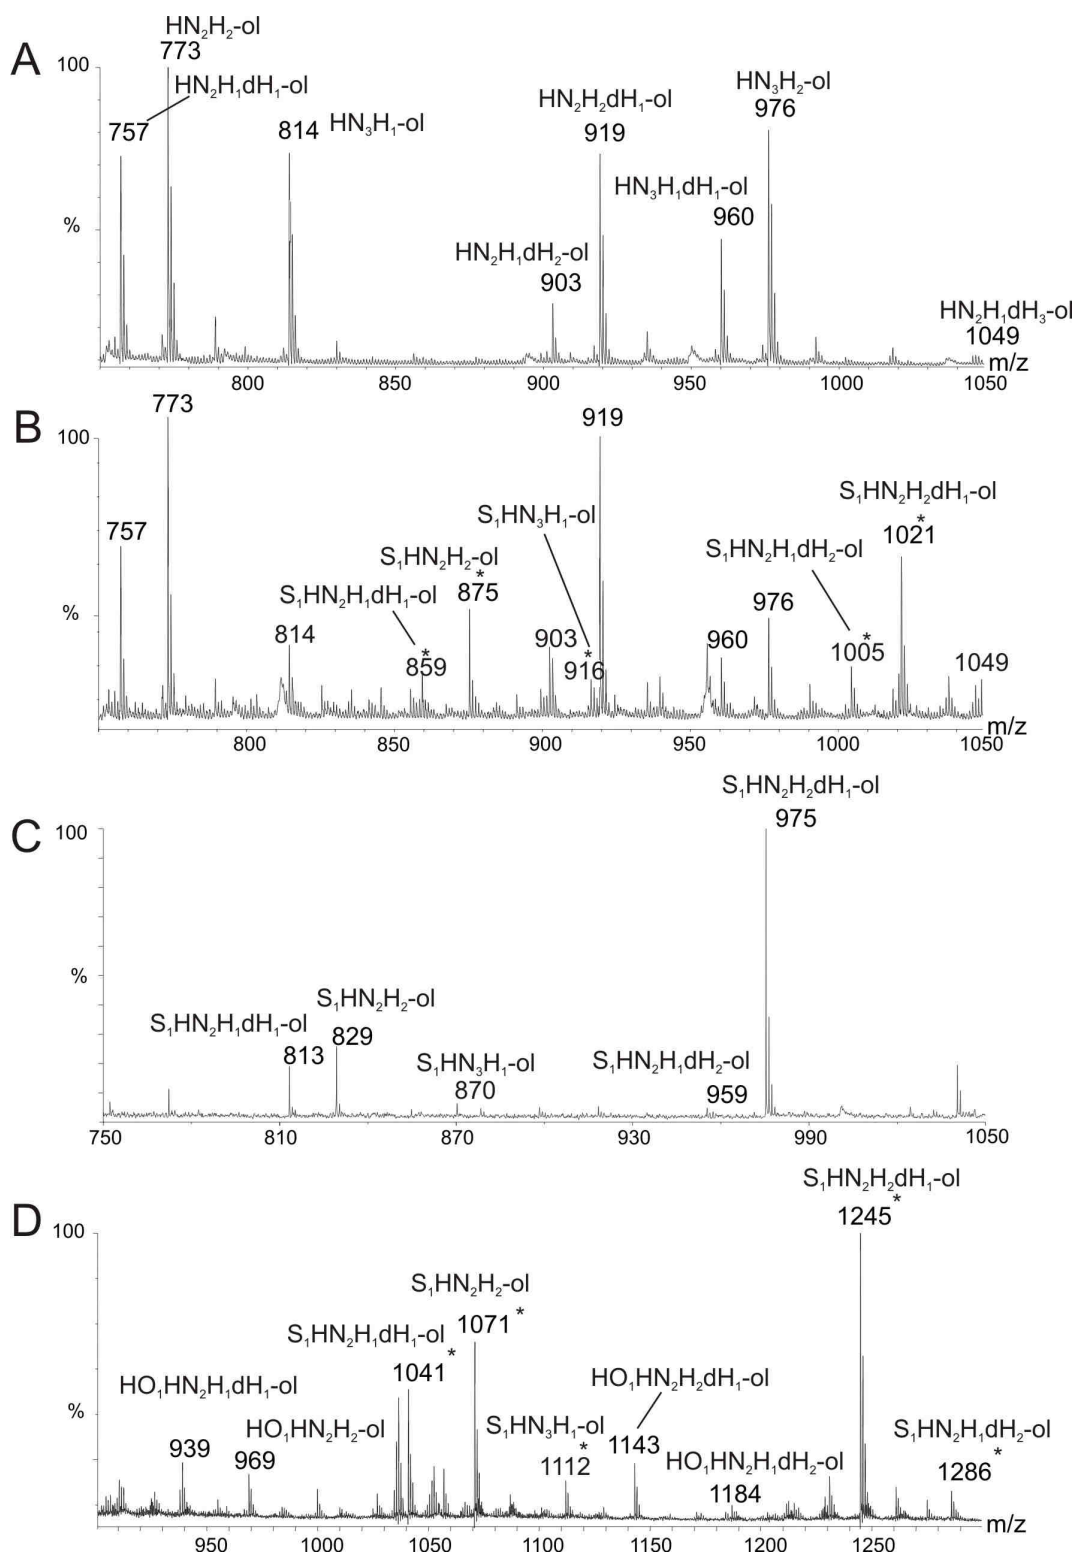 A
HN₂H₂-ol
773
100
HN₂H₁dH₁-ol
757
814
HN₃H₁-ol
HN₂H₂dH₁-ol
919
HN₃H₂-ol
976
HN₃H₁dH₁-ol
960
%
HN₂H₁dH₂-ol
903
HN₂H₁dH₃-ol
1049
m/z
800
850
900
950
1000
1050
B
773
100
919
757
S₁HN₂H₂dH₁-ol
*
1021
S₁HN₃H₁-ol
S₁HN₂H₂-ol
*
875
S₁HN₂H₁dH₂-ol
S₁HN₂H₁dH₁-ol
%
814
*
859
903
*
916
976
960
*
1005
1049
m/z
800
850
900
950
1000
1050
C
S₁HN₂H₂dH₁-ol
975
100
%
S₁HN₂H₂-ol
829
S₁HN₂H₁dH₁-ol
813
S₁HN₃H₁-ol
870
S₁HN₂H₁dH₂-ol
959
750
810
870
930
990
1050
D
S₁HN₂H₂dH₁-ol
*
1245
100
S₁HN₂H₂-ol
1071 *
S₁HN₂H₁dH₁-ol
*
1041
%
HO₁HN₂H₁dH₁-ol
939
HO₁HN₂H₂-ol
969
HO₁HN₂H₂dH₁-ol
1143
S₁HN₃H₁-ol
*
1112
HO₁HN₂H₁dH₂-ol
1184
S₁HN₂H₁dH₂-ol
*
1286
m/z
950
1000
1050
1100
1150
1200
1250